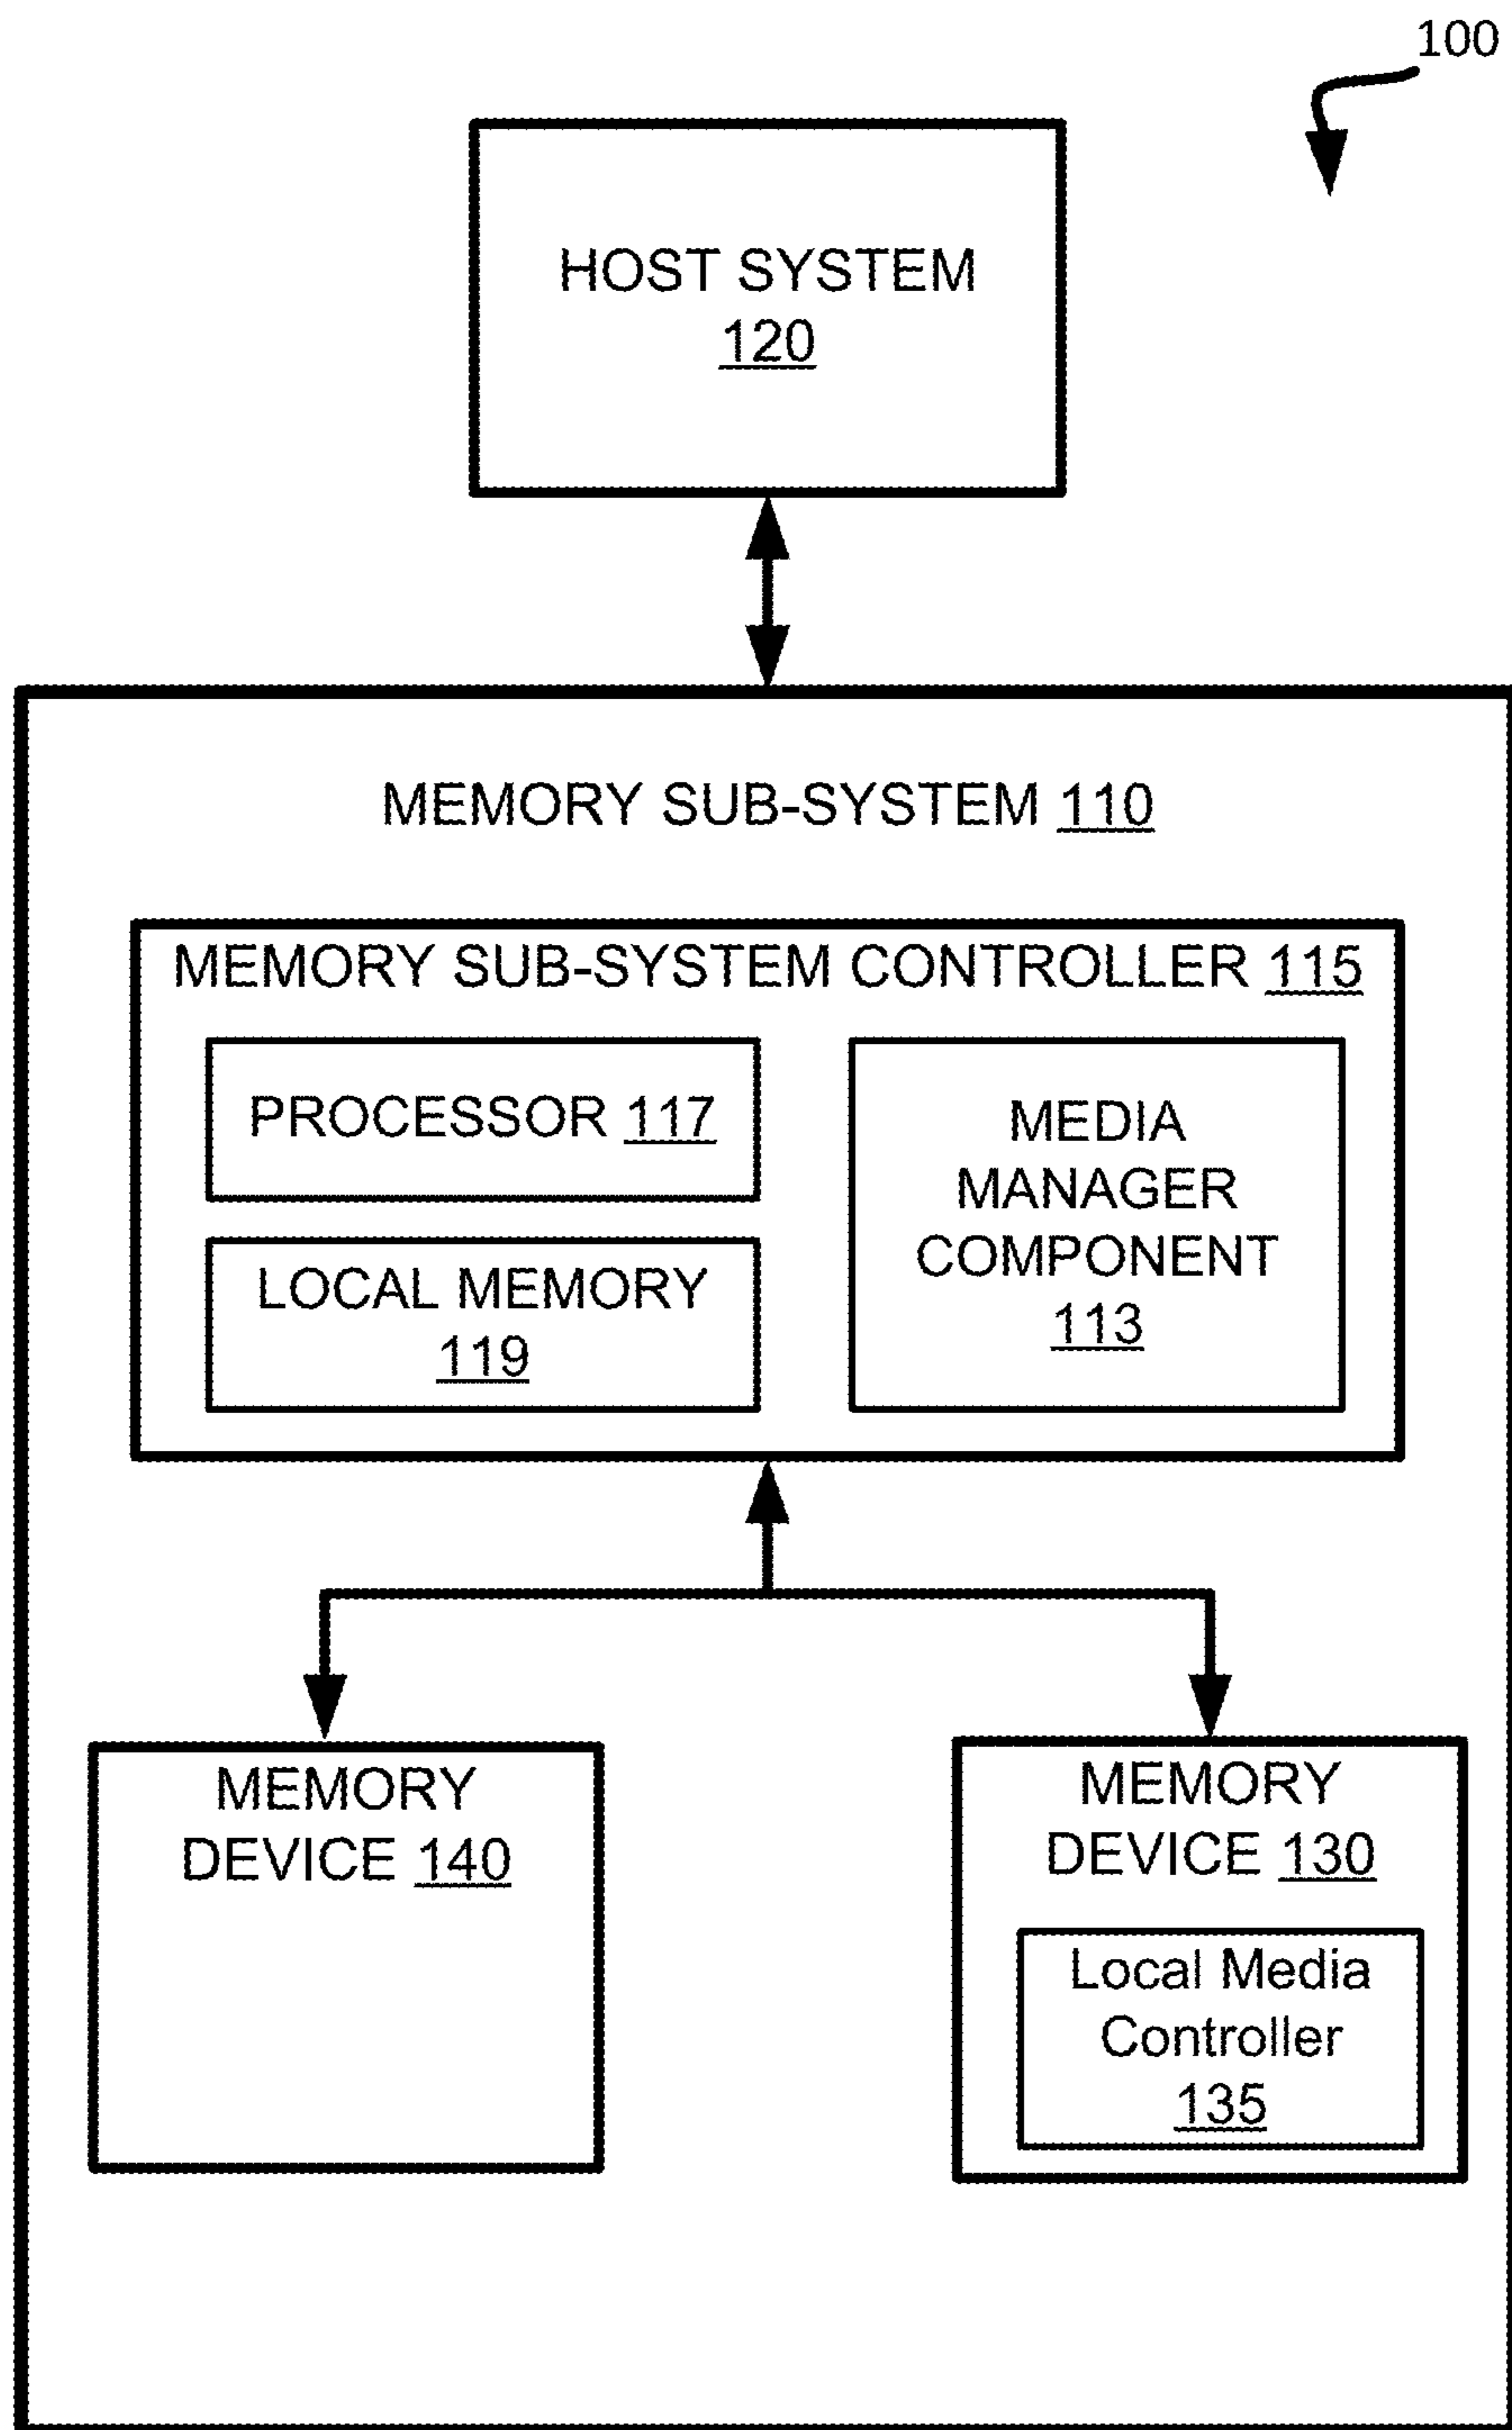 100
HOST SYSTEM
120
MEMORY SUB-SYSTEM 110
MEMORY SUB-SYSTEM CONTROLLER 115
PROCESSOR 117
LOCAL MEMORY
119
MEDIA
MANAGER
COMPONENT
113
MEMORY
DEVICE 140
MEMORY
DEVICE 130
Local Media
Controller
135